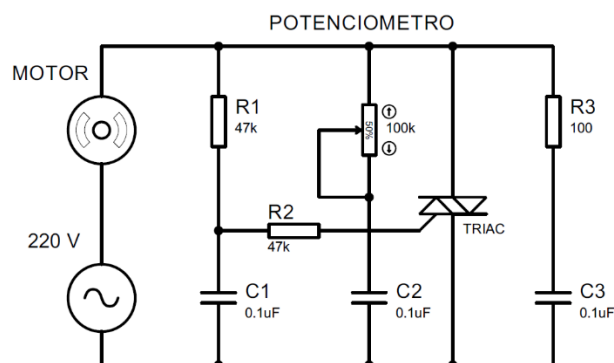 POTENCIOMETRO
MOTOR
R1
47k
50%
100k
R3
100
R2
47k
TRIAC
220 V
C1
0.1uF
C2
0.1uF
C3
0.1uF